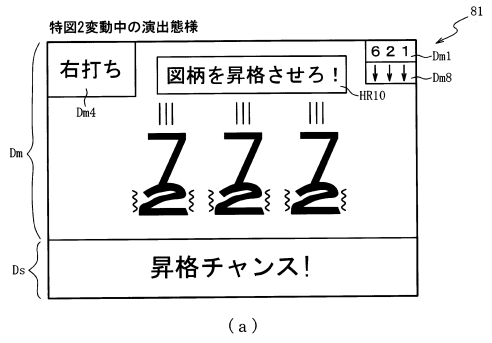 特図2変動中の演出態様
81
右打ち
図柄を昇格させろ!
621
Dm1
↓↓↓
Dm8
Dm4
HR10
Dm
Ds
昇格チャンス!
(a)